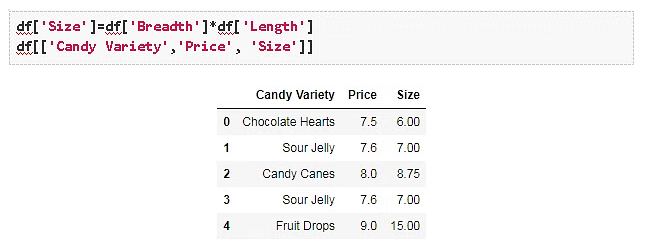 df['Size']=df['Breadth']*df['Length']
df[['Candy Variety','Price', 'Size']]
Candy Variety Price Size
0 Chocolate Hearts 7.5 6.00
1 Sour Jelly 7.6 7.00
2 Candy Canes 8.0 8.75
3 Sour Jelly 7.6 7.00
4 Fruit Drops 9.0 15.00